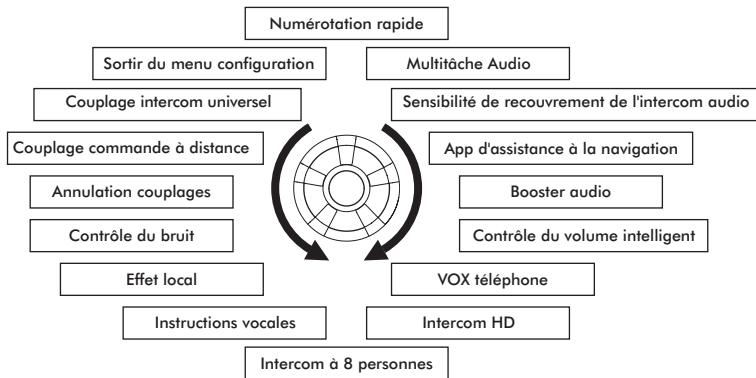 Numérotation rapide
Sortir du menu configuration
Multitâche Audio
Couplage intercom universel
Sensibilité de recouvrement de l'intercom audio
Couplage commande à distance
App d'assistance à la navigation
Annulation couplages
Booster audio
Contrôle du bruit
Contrôle du volume intelligent
Effet local
VOX téléphone
Instructions vocales
Intercom HD
Intercom à 8 personnes